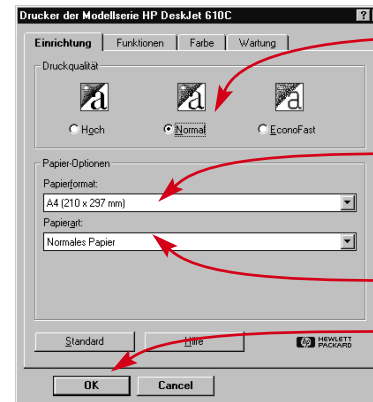 Drucker der Modellserie HP DeskJet 610C ?
Einrichtung Funktionen Farbe Wartung
Druckqualität
a a a
Hoch Normal EconoFast
Papier-Optionen
Papierformat:
A4 (210 x 297 mm)
Papierart:
Normales Papier
Standard Hilfe hp HEWLETT
PACKARD
OK Cancel